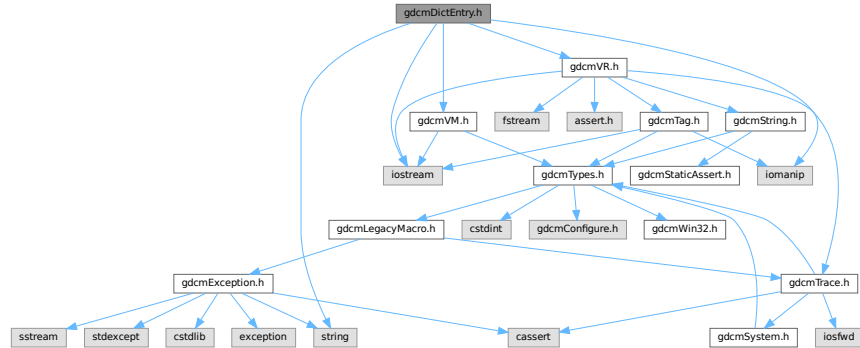 gdcmDictEntry.h
gdcmVR.h
gdcmVM.h
fstream
assert.h
gdcmTag.h
gdcmString.h
iostream
gdcmTypes.h
gdcmStaticAssert.h
iomanip
gdcmLegacyMacro.h
cstdint
gdcmConfigure.h
gdcmWin32.h
gdcmException.h
gdcmTrace.h
sstream
stdexcept
cstdlib
exception
string
cassert
gdcmSystem.h
iosfwd